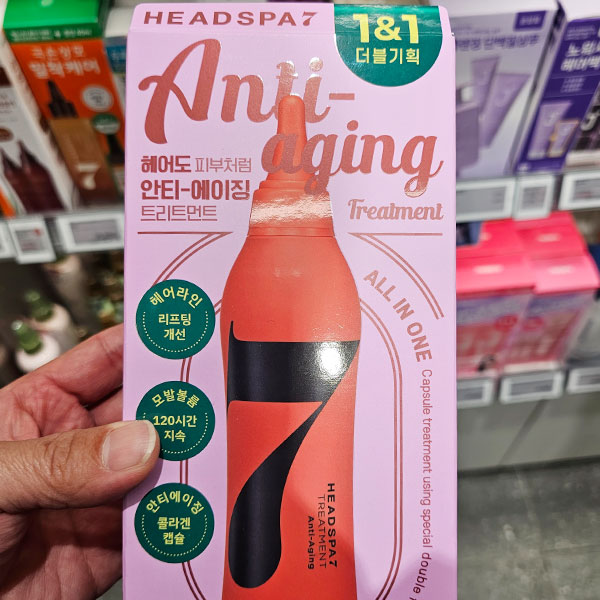 HEADSPA7
1&1
더블기획
Anti-
aging
Treatment
헤어도 피부처럼
안티-에이징
트리트먼트
ALL IN ONE
Capsule treatment using special double
헤어라인
리프팅
개선
모발볼륨
120시간
지속
안티에이징
콜라겐
캡슐
7
HEADSPA7
TREATMENT
Anti-Aging